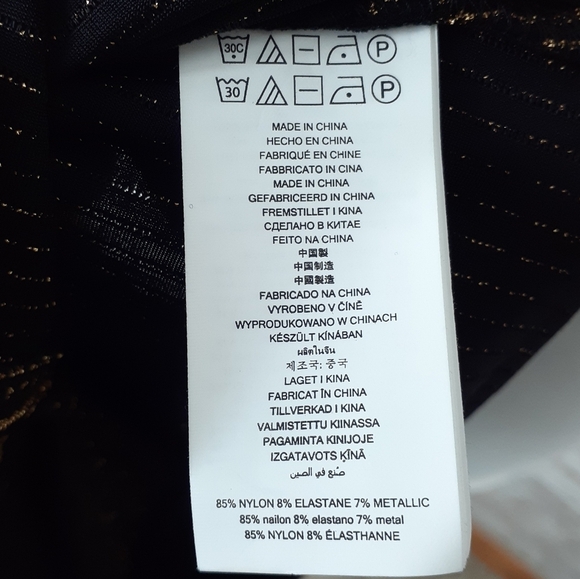 30C P
30 P
MADE IN CHINA
HECHO EN CHINA
FABRIQUÉ EN CHINE
FABBRICATO IN CINA
MADE IN CHINA
GEFABRICEERD IN CHINA
FREMSTILLET I KINA
СДЕЛАНО В КИТАЕ
FEITO NA CHINA
中国製
中国制造
中國製造
FABRICADO NA CHINA
VYROBENO V ČÍNĚ
WYPRODUKOWANO W CHINACH
KÉSZÜLT KÍNÁBAN
ผลิตในจีน
제조국: 중국
LAGET I KINA
FABRICAT ÎN CHINA
TILLVERKAD I KINA
VALMISTETTU KIINASSA
PAGAMINTA KINIJOJE
IZGATAVOTS ĶĪNĀ
صُنع في الصين
85% NYLON 8% ELASTANE 7% METALLIC
85% nailon 8% elastano 7% metal
85% NYLON 8% ÉLASTHANNE